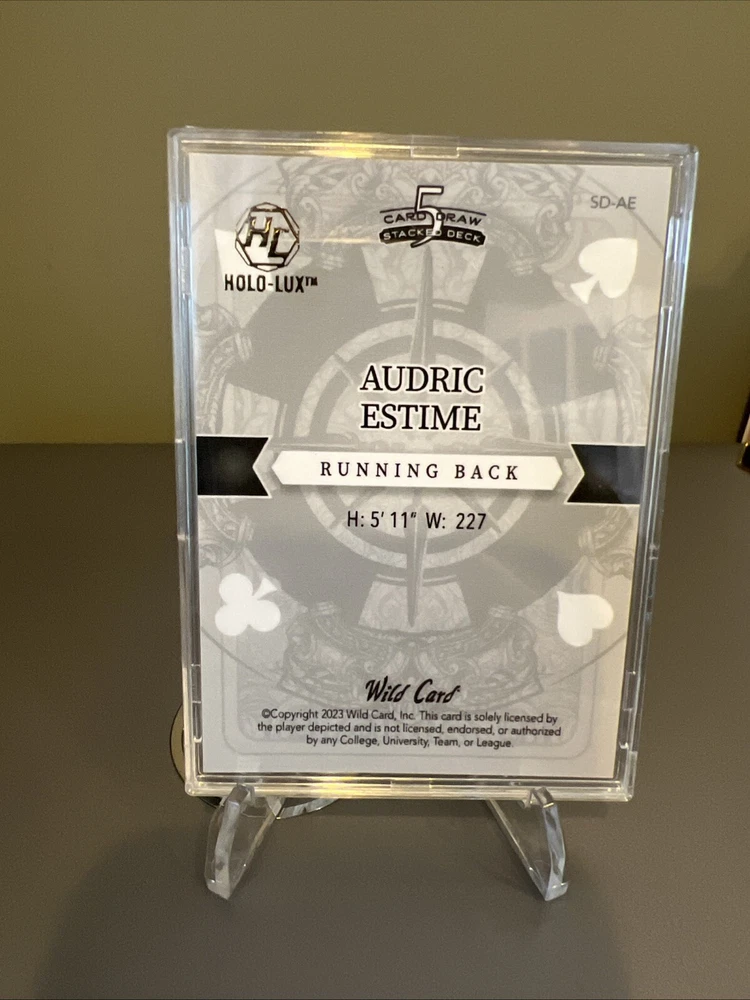 SD-AE
5
CARD DRAW
STACKED DECK
HL
HOLO-LUX™
AUDRIC
ESTIME
RUNNING BACK
H: 5' 11" W: 227
Wild Card
©Copyright 2023 Wild Card, Inc. This card is solely licensed by
the player depicted and is not licensed, endorsed, or authorized
by any College, University, Team, or League.